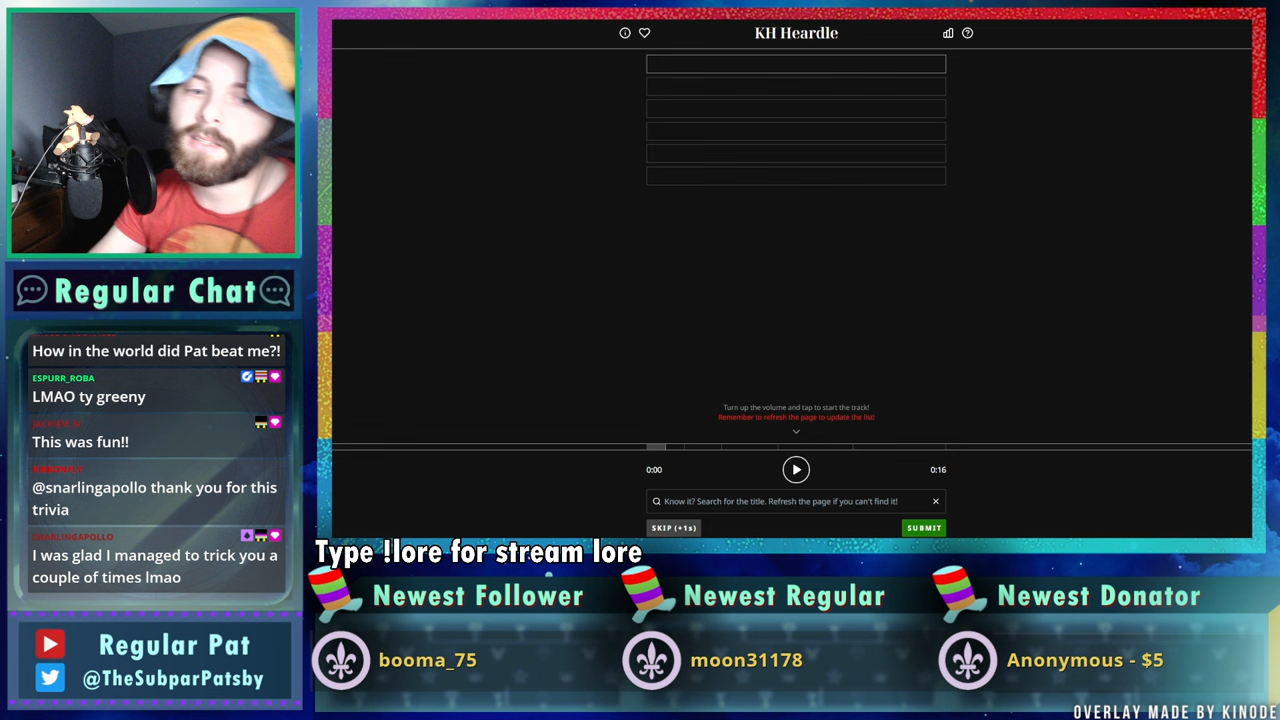 KH Heardle
Regular Chat
How in the world did Pat beat me?!
ESPURR_ROBA
LMAO ty greeny
This was fun!!
@snarlingapollo thank you for this
trivia
SNARLINGAPOLLO
I was glad I managed to trick you a
couple of times lmao
Regular Pat
@TheSubparPatsby
Turn up the volume and tap to start the track!
Remember to refresh the page to update the list!
0:00
0:16
Know it? Search for the title. Refresh the page if you can't find it!
SKIP (+1s)
SUBMIT
Type !lore for stream lore
Newest Follower
booma_75
Newest Regular
moon31178
Newest Donator
Anonymous - $5
OVERLAY MADE BY KINODE